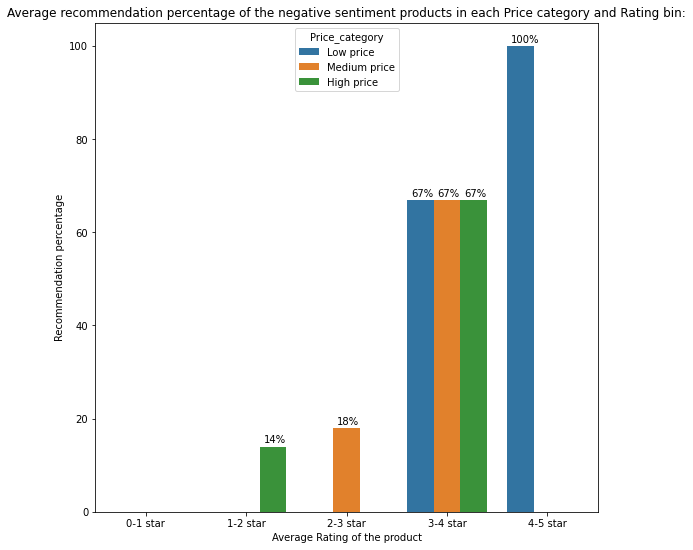 Average recommendation percentage of the negative sentiment products in each Price category and Rating bin:
Price_category
Low price
Medium price
High price
100%
100
80
67% 67% 67%
60
Recommendation percentage
40
18%
20
14%
0
0-1 star 1-2 star 2-3 star 3-4 star 4-5 star
Average Rating of the product